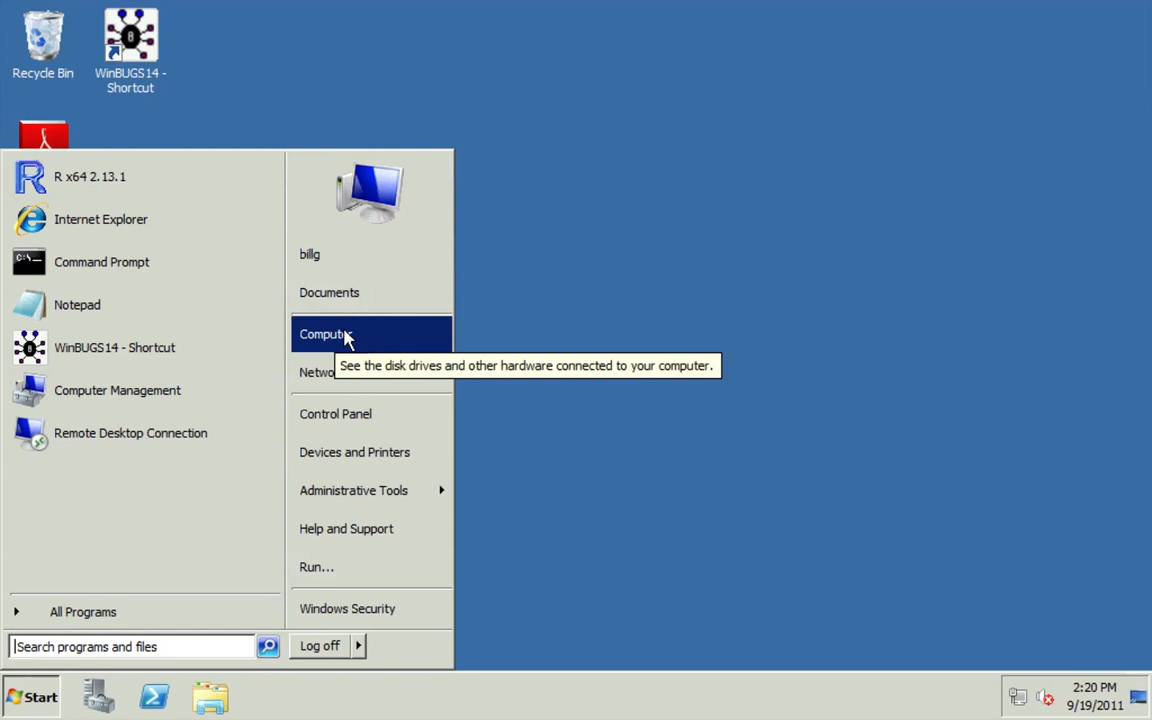 Recycle Bin
WinBUGS14 -
Shortcut
R x64 2.13.1
Internet Explorer
Command Prompt
Notepad
WinBUGS14 - Shortcut
Computer Management
Remote Desktop Connection
All Programs
Search programs and files
billg
Documents
Computer
See the disk drives and other hardware connected to your computer.
Control Panel
Devices and Printers
Administrative Tools
Help and Support
Run...
Windows Security
Log off
Start
2:20 PM
9/19/2011